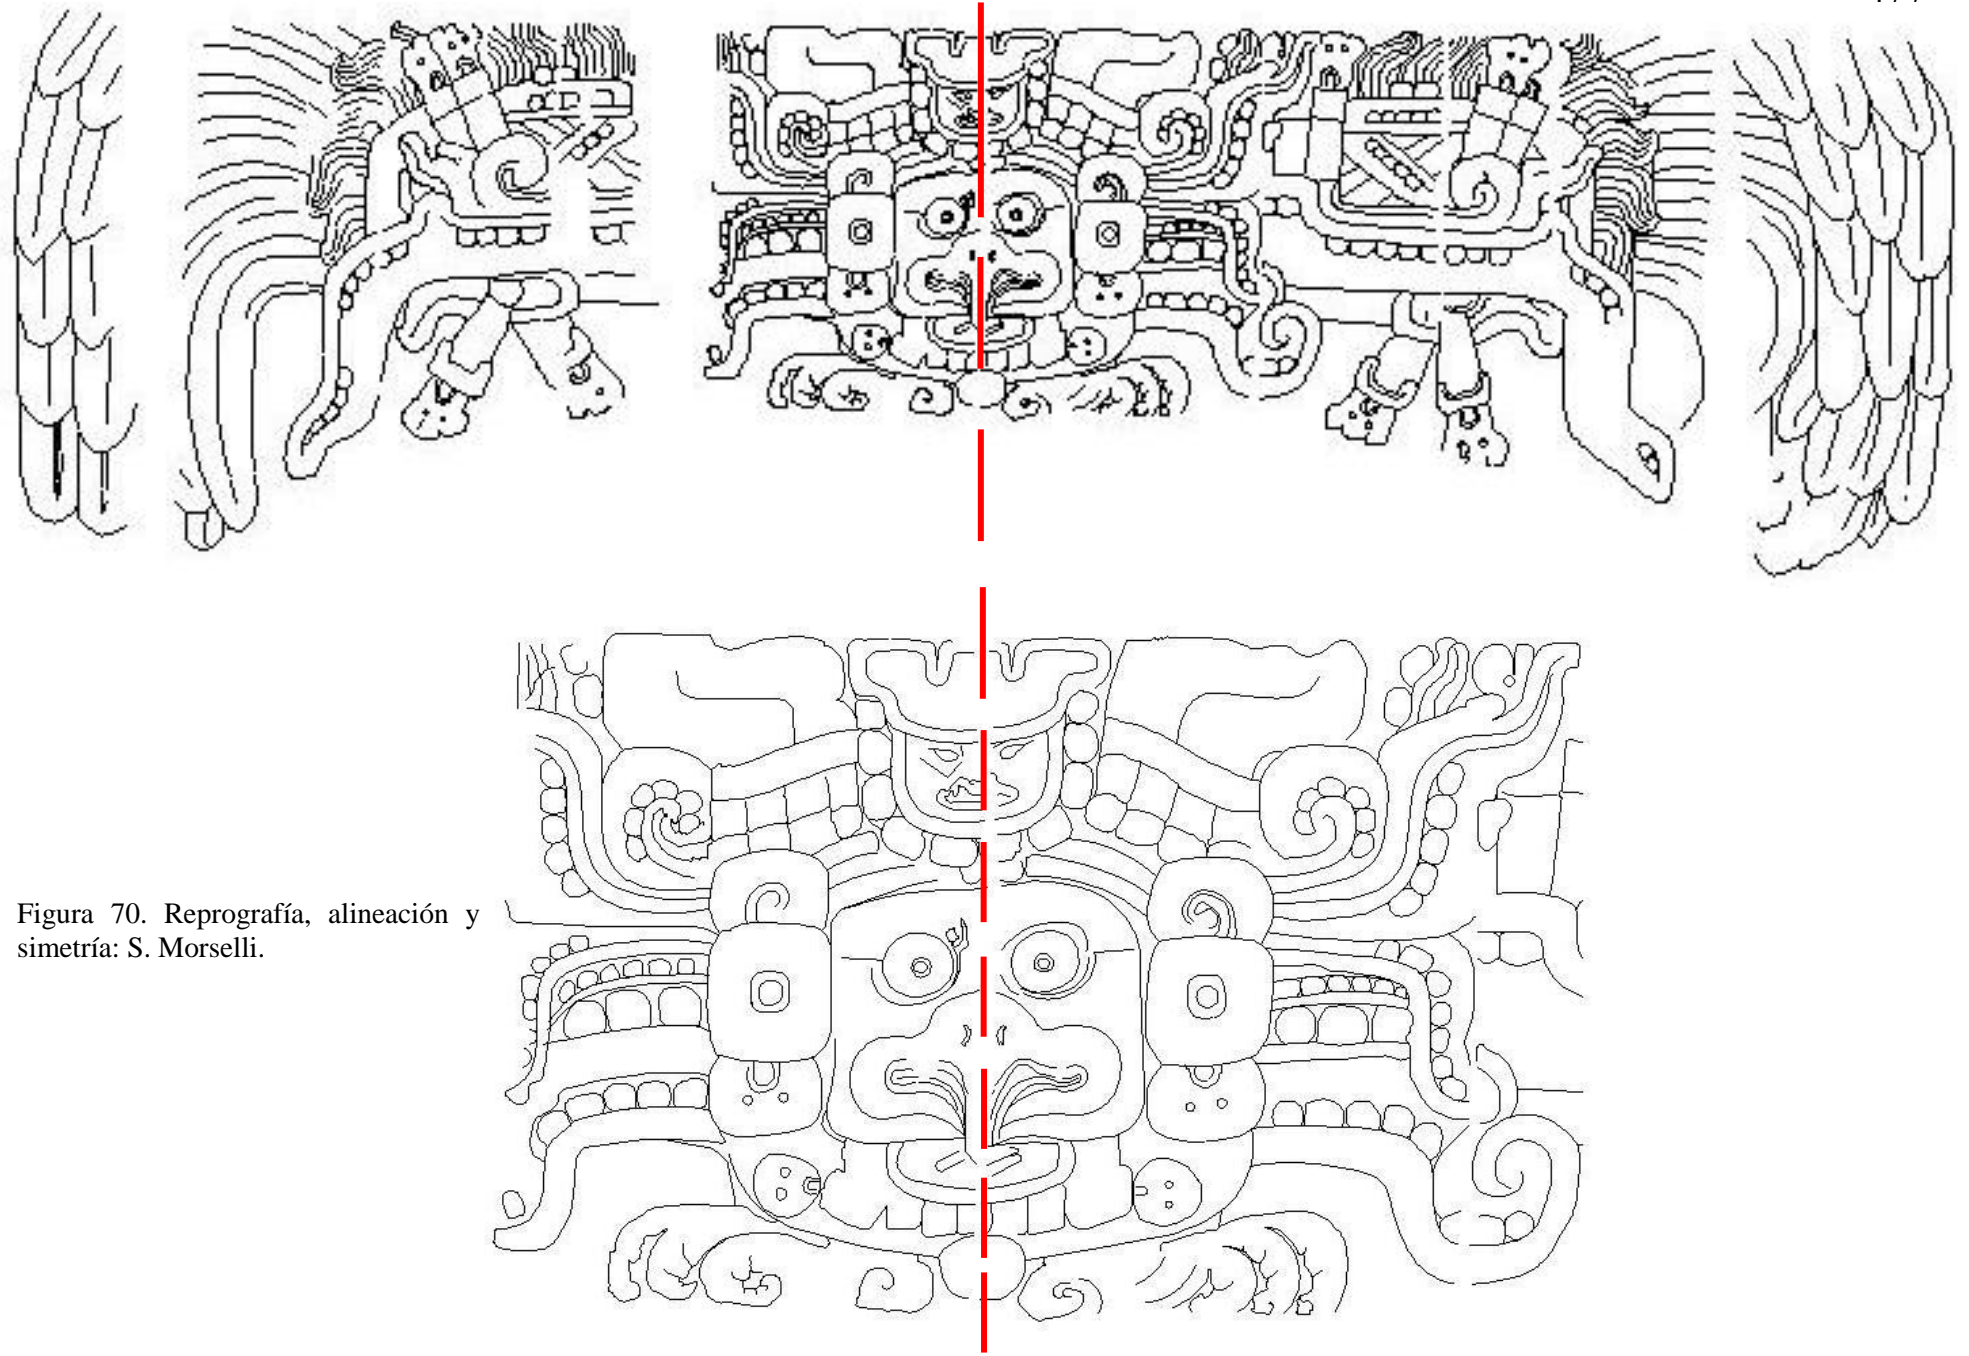 Figura 70. Reprografía, alineación y
simetría: S. Morselli.